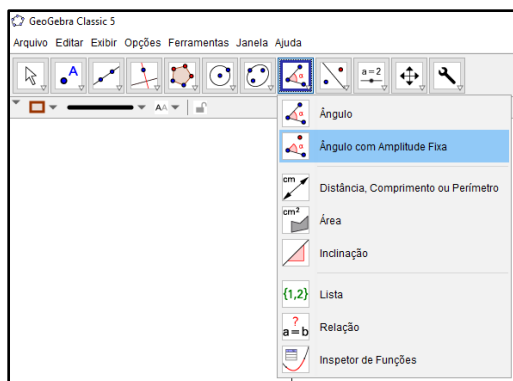 GeoGebra Classic 5
Arquivo Editar Exibir Opções Ferramentas Janela Ajuda
A
α
a=2
AA
α Ângulo
α Ângulo com Amplitude Fixa
cm Distância, Comprimento ou Perímetro
cm² Área
Inclinação
{1,2} Lista
a ?= b Relação
Inspetor de Funções